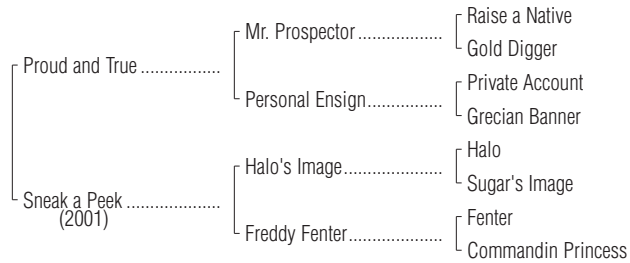 Raise a Native
Mr. Prospector..................
Gold Digger
Proud and True .................
Private Account
Personal Ensign................
Grecian Banner
Halo
Halo's Image.....................
Sugar's Image
Sneak a Peek ....................
(2001)
Fenter
Freddy Fenter....................
Commandin Princess